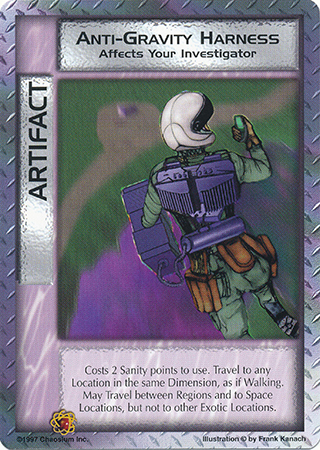 ANTI-GRAVITY HARNESS
Affects Your Investigator
ARTIFACT
Costs 2 Sanity points to use. Travel to any
Location in the same Dimension, as if Walking.
May Travel between Regions and to Space
Locations, but not to other Exotic Locations.
©1997 Chaosium Inc.
Illustration © by Frank Kanach